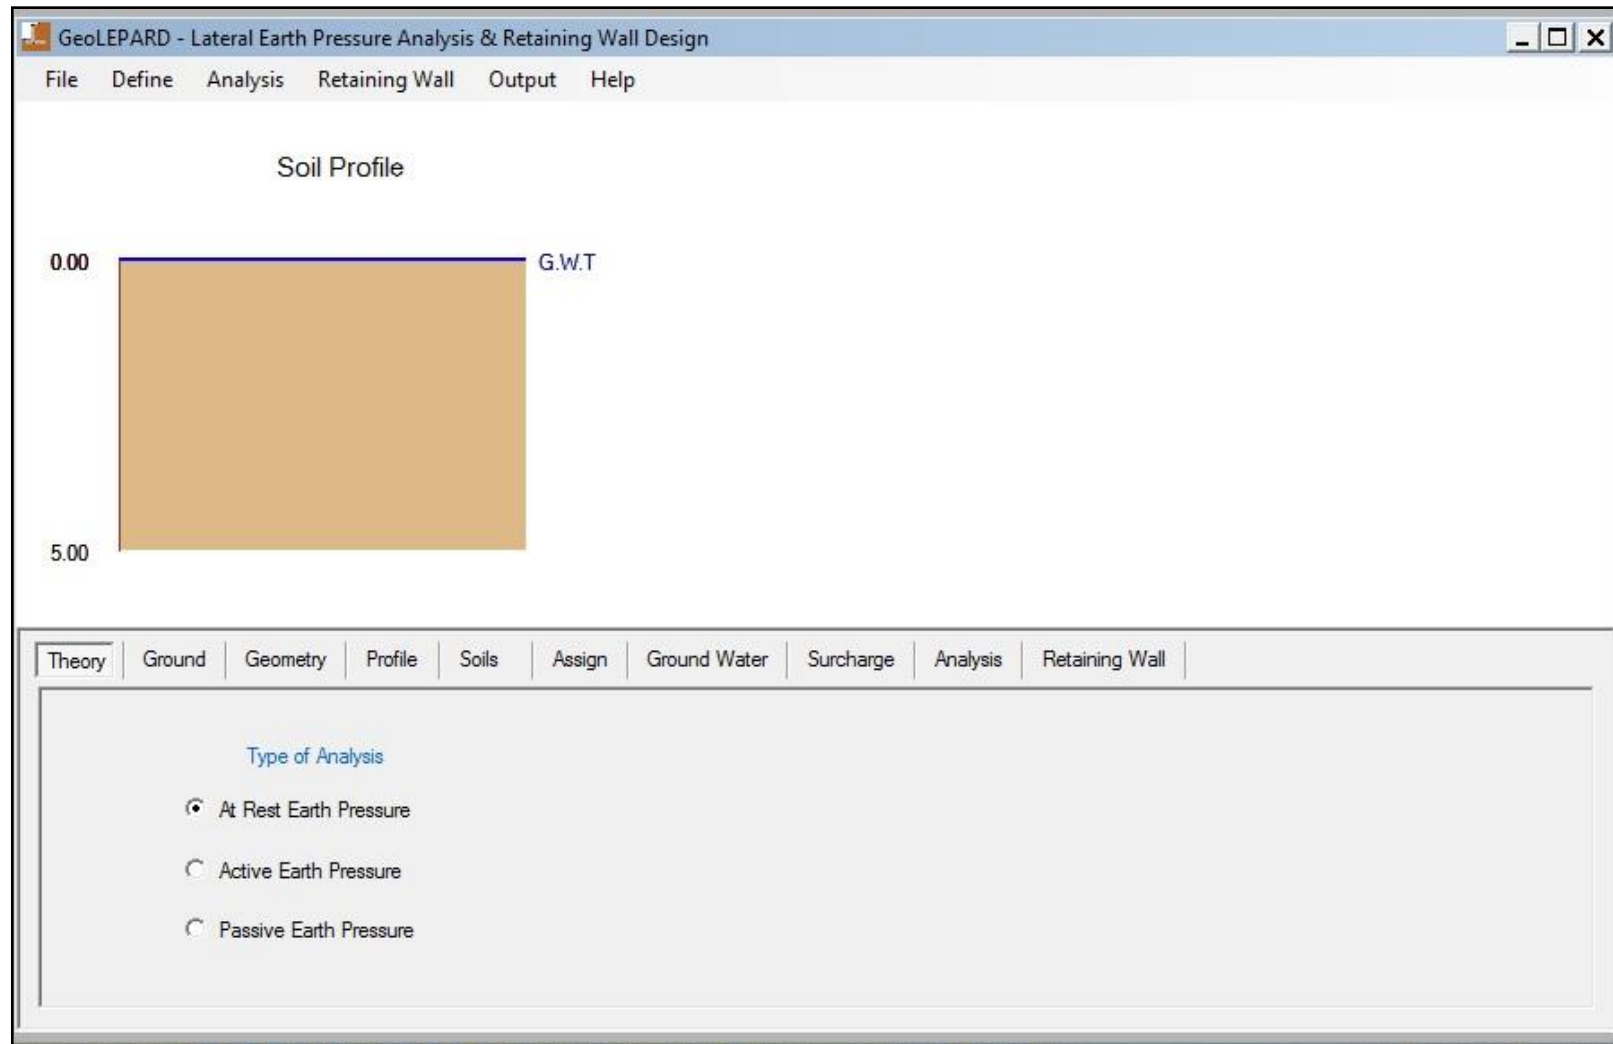 GeoLEPARD - Lateral Earth Pressure Analysis & Retaining Wall Design
File Define Analysis Retaining Wall Output Help
Soil Profile
0.00 G.W.T
5.00
Theory Ground Geometry Profile Soils Assign Ground Water Surcharge Analysis Retaining Wall
Type of Analysis
At Rest Earth Pressure
Active Earth Pressure
Passive Earth Pressure